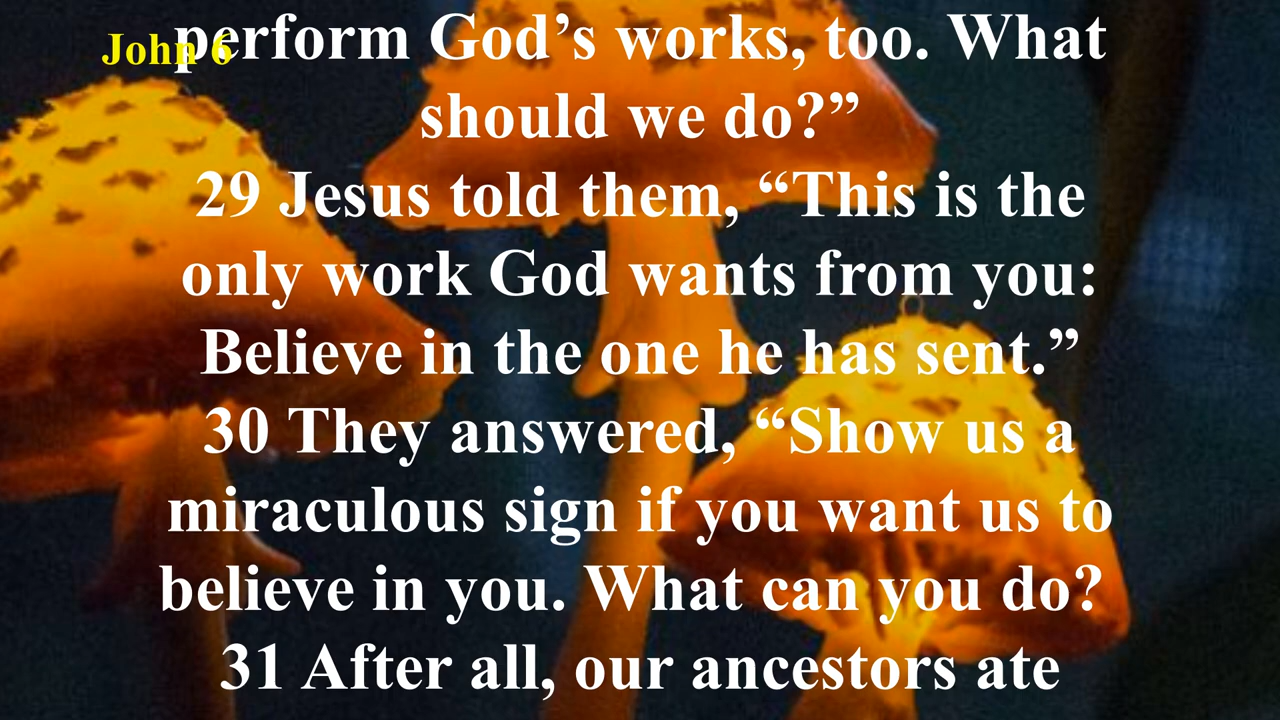 John 6
perform God’s works, too. What
should we do?”
29 Jesus told them, “This is the
only work God wants from you:
Believe in the one he has sent.”
30 They answered, “Show us a
miraculous sign if you want us to
believe in you. What can you do?
31 After all, our ancestors ate